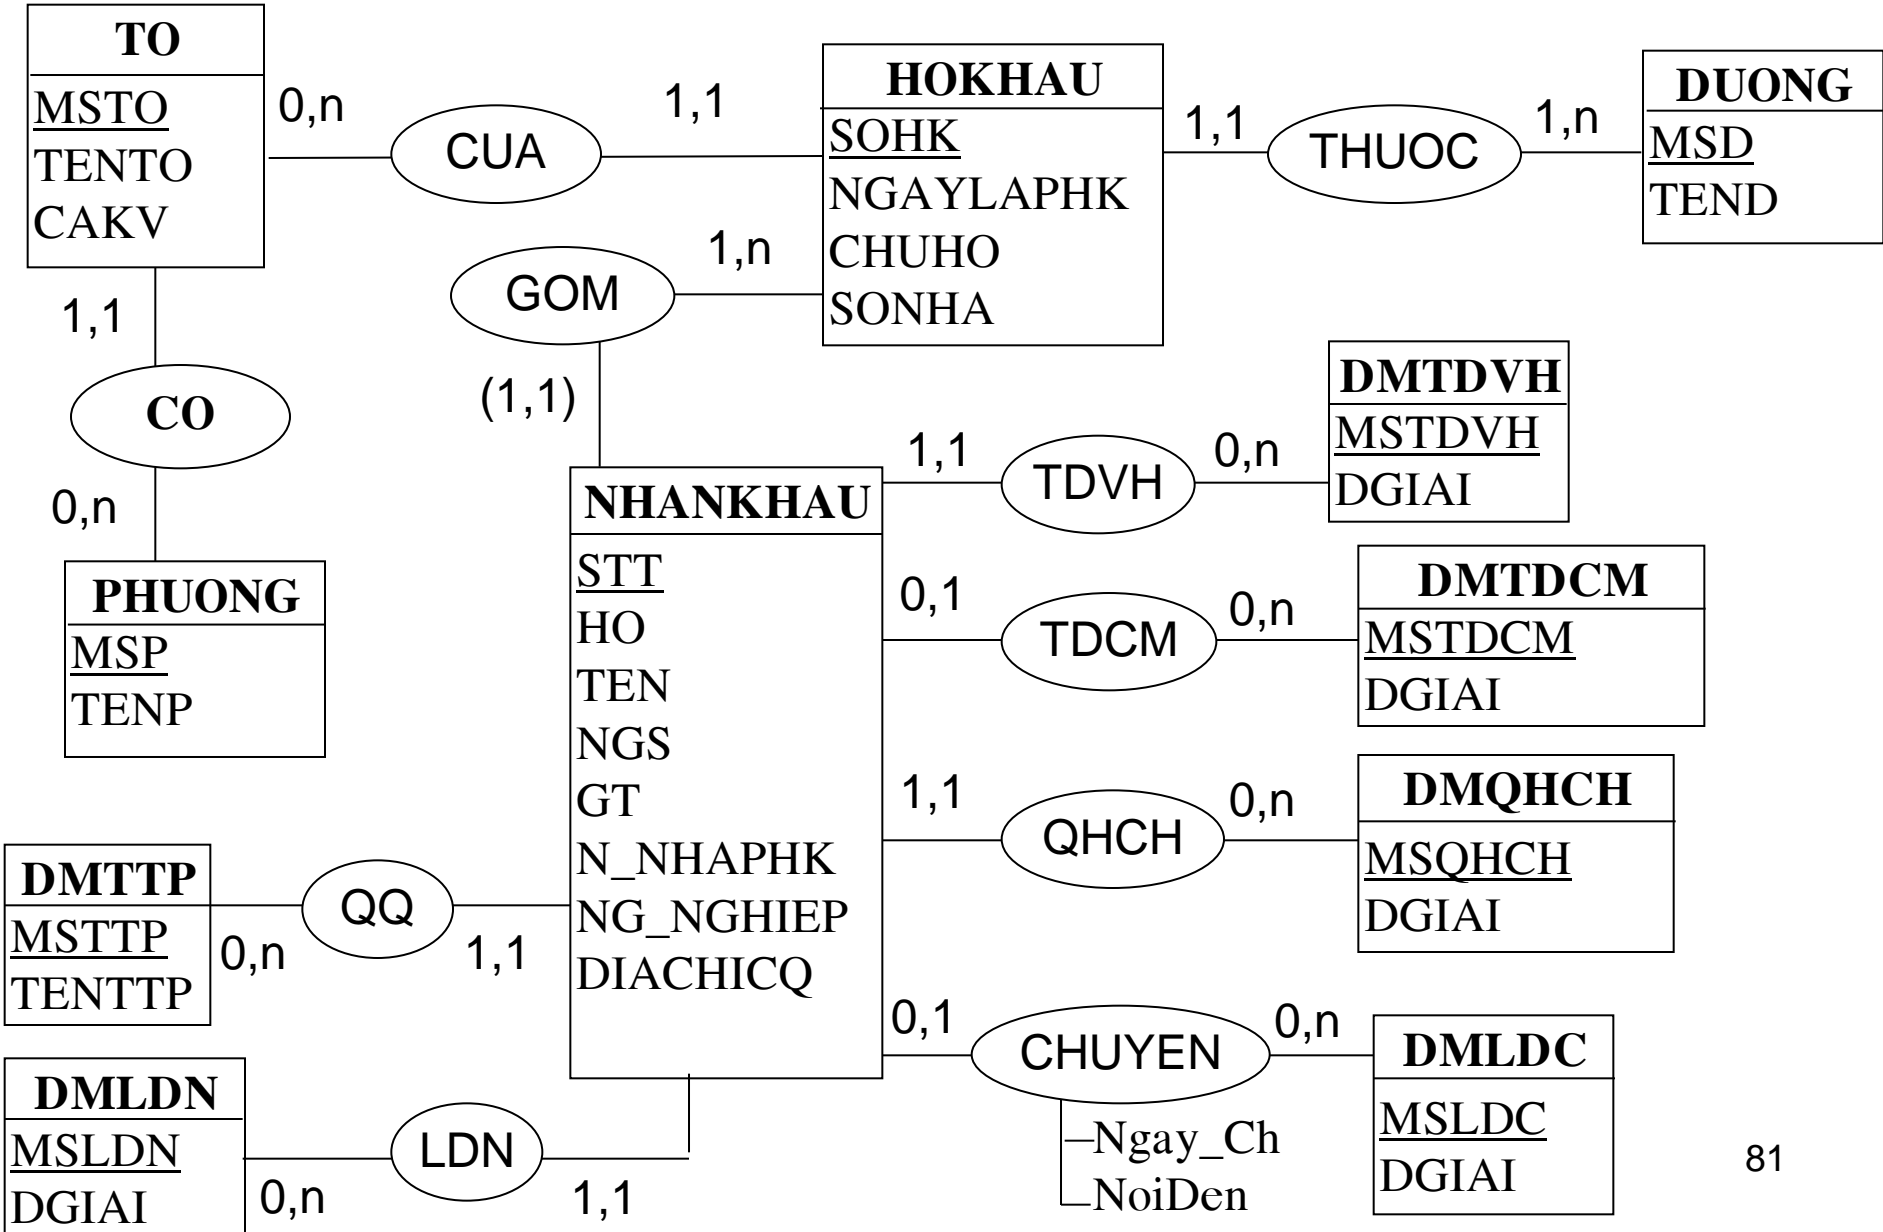 TO
MSTO
TENTO
CAKV
0,n
CUA
1,1
HOKHAU
SOHK
NGAYLAPHK
CHUHO
SONHA
1,1
THUOC
1,n
DUONG
MSD
TEND
1,1
CO
0,n
PHUONG
MSP
TENP
GOM
1,n
(1,1)
NHANKHAU
STT
HO
TEN
NGS
GT
N_NHAPHK
NG_NGHIEP
DIACHICQ
1,1
TDVH
0,n
DMTDVH
MSTDVH
DGIAI
0,1
TDCM
0,n
DMTDCM
MSTDCM
DGIAI
1,1
QHCH
0,n
DMQHCH
MSQHCH
DGIAI
DMTTP
MSTTP
TENTTP
0,n
QQ
1,1
0,1
CHUYEN
0,n
Ngay_Ch
NoiDen
DMLDC
MSLDC
DGIAI
DMLDN
MSLDN
DGIAI
0,n
LDN
1,1
81